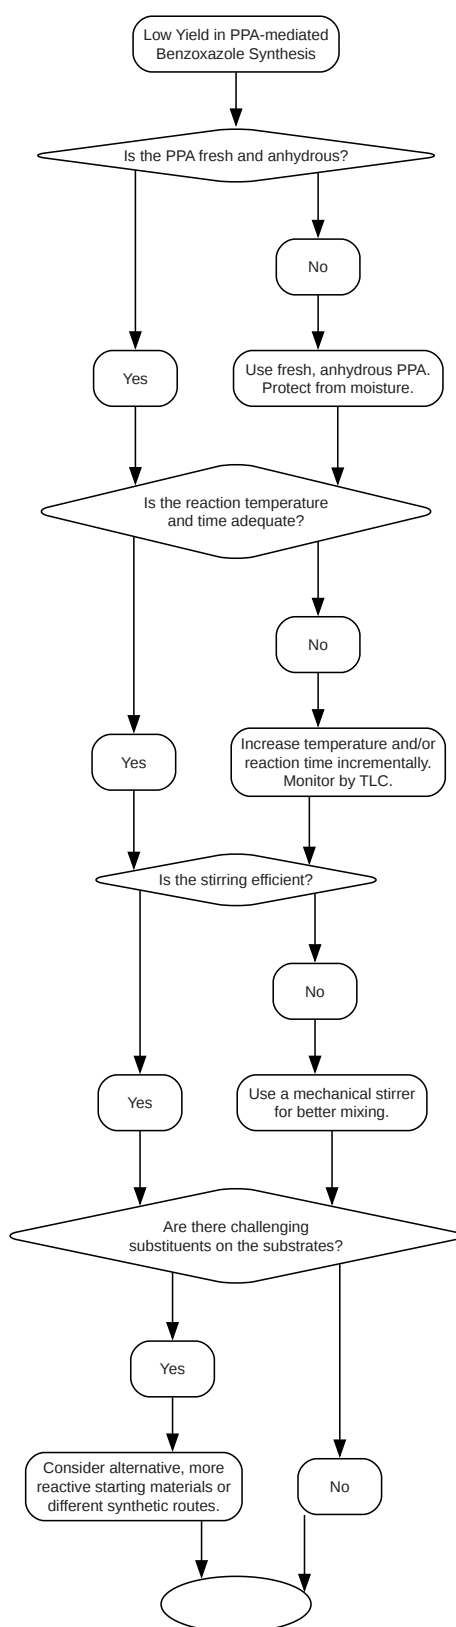 Low Yield in PPA-mediated
Benzoxazole Synthesis
Is the PPA fresh and anhydrous?
No
Yes
Use fresh, anhydrous PPA.
Protect from moisture.
Is the reaction temperature
and time adequate?
No
Yes
Increase temperature and/or
reaction time incrementally.
Monitor by TLC.
Is the stirring efficient?
No
Yes
Use a mechanical stirrer
for better mixing.
Are there challenging
substituents on the substrates?
Yes
Consider alternative, more
reactive starting materials or
different synthetic routes.
No